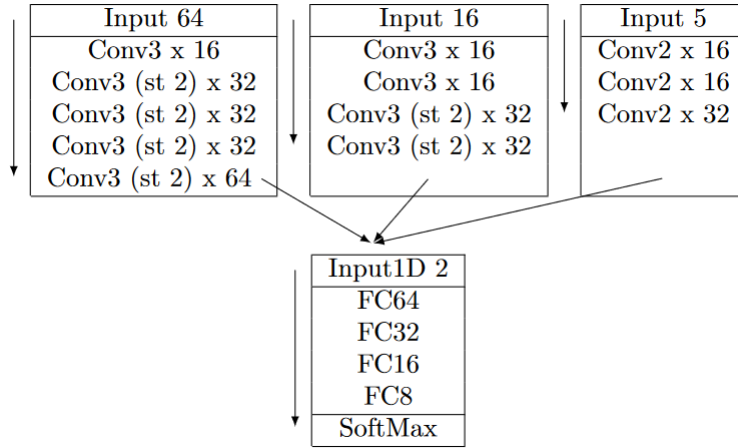 Input 64
Conv3 x 16
Conv3 (st 2) x 32
Conv3 (st 2) x 32
Conv3 (st 2) x 32
Conv3 (st 2) x 64
Input 16
Conv3 x 16
Conv3 x 16
Conv3 (st 2) x 32
Conv3 (st 2) x 32
Input 5
Conv2 x 16
Conv2 x 16
Conv2 x 32
Input1D 2
FC64
FC32
FC16
FC8
SoftMax